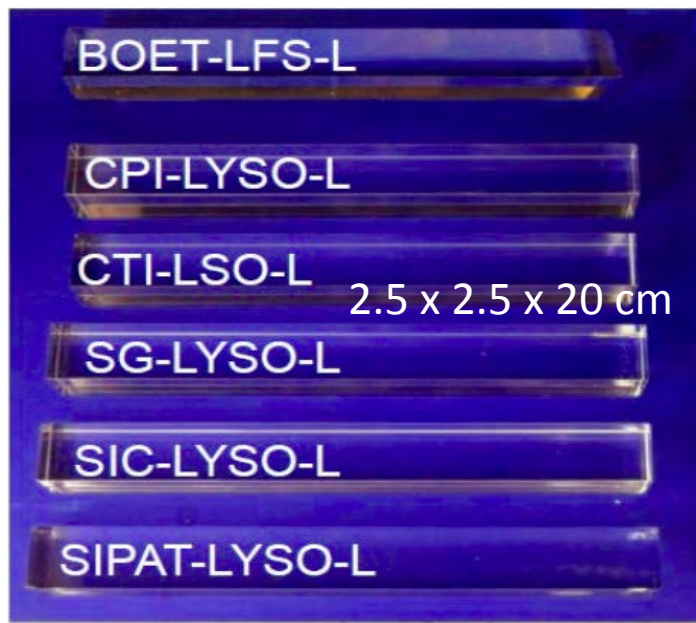 BOET-LFS-L
CPI-LYSO-L
CTI-LSO-L
2.5 x 2.5 x 20 cm
SG-LYSO-L
SIC-LYSO-L
SIPAT-LYSO-L